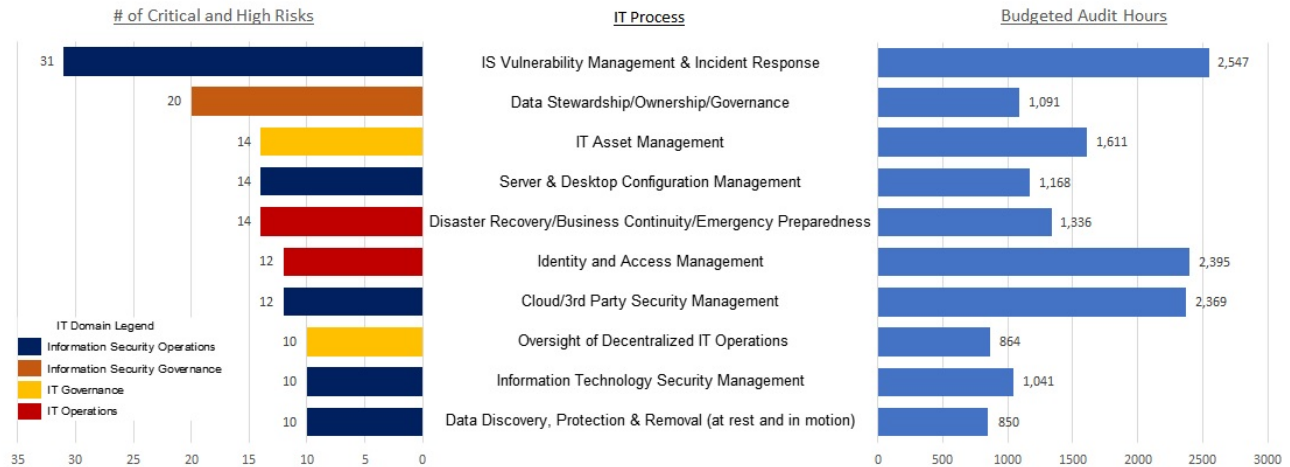 # of Critical and High Risks IT Process Budgeted Audit Hours
31 IS Vulnerability Management & Incident Response 2,547
20 Data Stewardship/Ownership/Governance 1,091
14 IT Asset Management 1,611
14 Server & Desktop Configuration Management 1,168
14 Disaster Recovery/Business Continuity/Emergency Preparedness 1,336
12 Identity and Access Management 2,395
12 Cloud/3rd Party Security Management 2,369
10 Oversight of Decentralized IT Operations 864
10 Information Technology Security Management 1,041
10 Data Discovery, Protection & Removal (at rest and in motion) 850
IT Domain Legend
Information Security Operations
Information Security Governance
IT Governance
IT Operations
35 30 25 20 15 10 5 0 0 500 1000 1500 2000 2500 3000